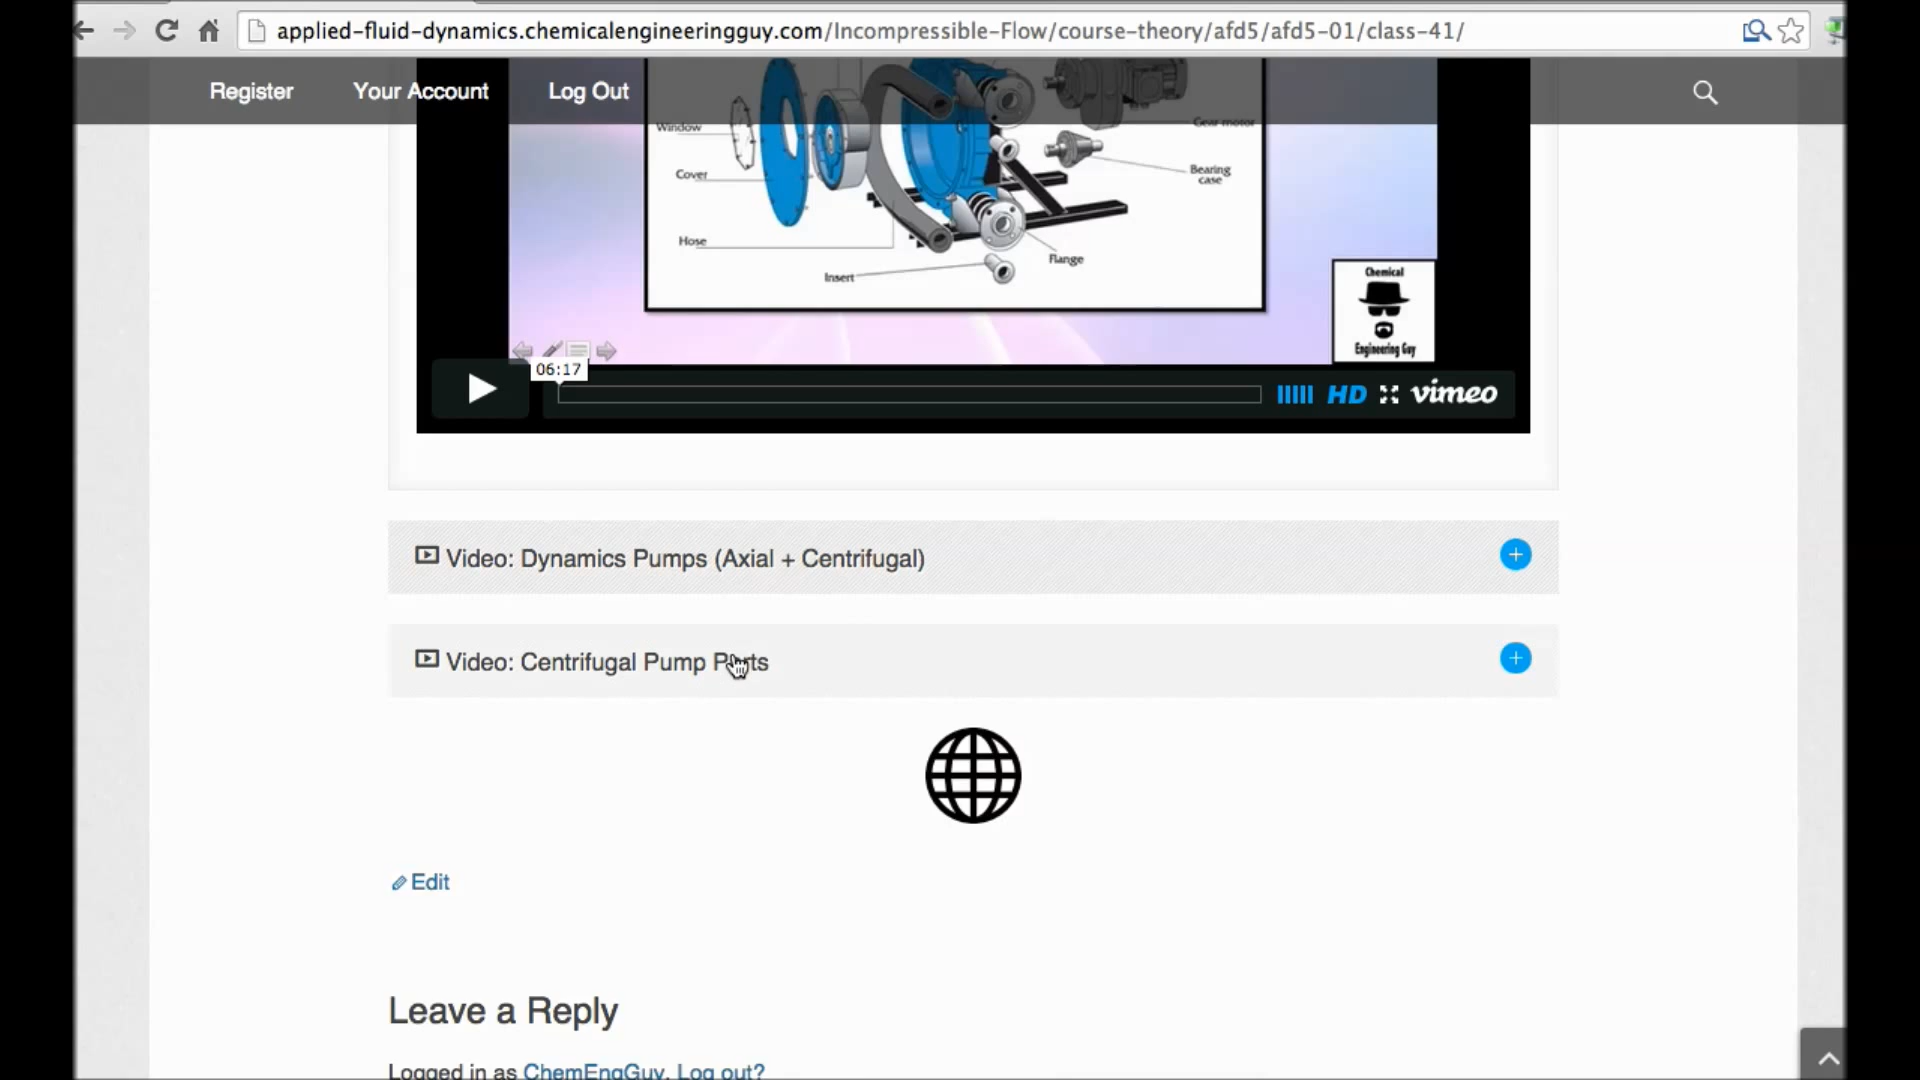 applied-fluid-dynamics.chemicalengineeringguy.com/Incompressible-Flow/course-theory/afd5/afd5-01/class-41/
Register Your Account Log Out
Window
Gear motor
Cover
Bearing
case
Hose
Flange
Insert
Chemical
Engineering Guy
06:17
HD vimeo
Video: Dynamics Pumps (Axial + Centrifugal)
Video: Centrifugal Pump Parts
Edit
Leave a Reply
Logged in as ChemEngGuy. Log out?